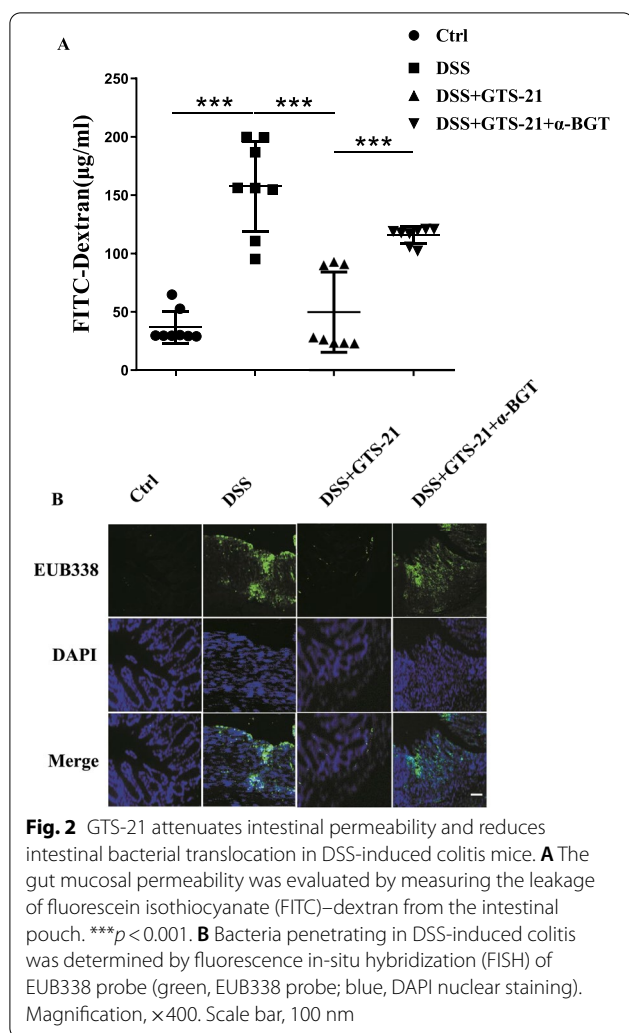 A
Ctrl
DSS
DSS+GTS-21
DSS+GTS-21+α-BGT
FITC-Dextran(μg/ml)
250
200
150
100
50
0
*** *** ***
B
Ctrl DSS DSS+GTS-21 DSS+GTS-21+α-BGT
EUB338
DAPI
Merge
Fig. 2 GTS-21 attenuates intestinal permeability and reduces
intestinal bacterial translocation in DSS-induced colitis mice. A The
gut mucosal permeability was evaluated by measuring the leakage
of fluorescein isothiocyanate (FITC)–dextran from the intestinal
pouch. ***p < 0.001. B Bacteria penetrating in DSS-induced colitis
was determined by fluorescence in-situ hybridization (FISH) of
EUB338 probe (green, EUB338 probe; blue, DAPI nuclear staining).
Magnification, ×400. Scale bar, 100 nm